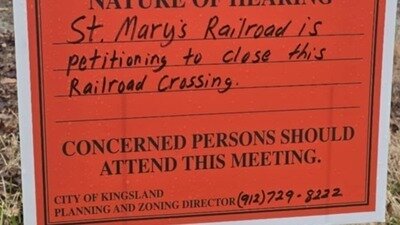 NATURE OF HEARING
St. Mary's Railroad is
petitioning to close this
Railroad Crossing.
CONCERNED PERSONS SHOULD
ATTEND THIS MEETING.
CITY OF KINGSLAND
PLANNING AND ZONING DIRECTOR (912)729-8222